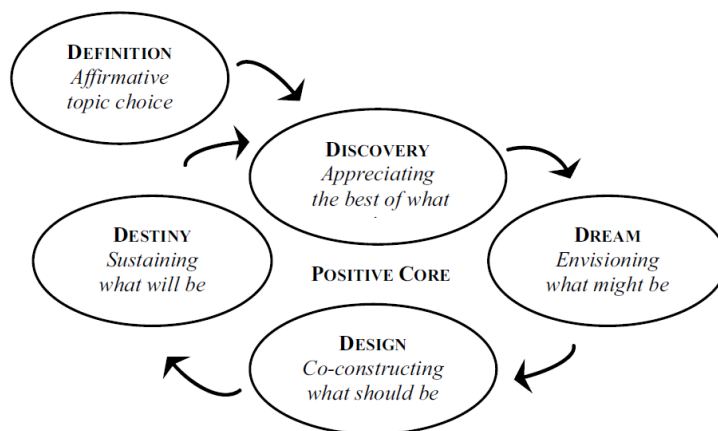 DEFINITION
Affirmative
topic choice
DISCOVERY
Appreciating
the best of what
DESTINY
Sustaining
what will be
POSITIVE CORE
DREAM
Envisioning
what might be
DESIGN
Co-constructing
what should be